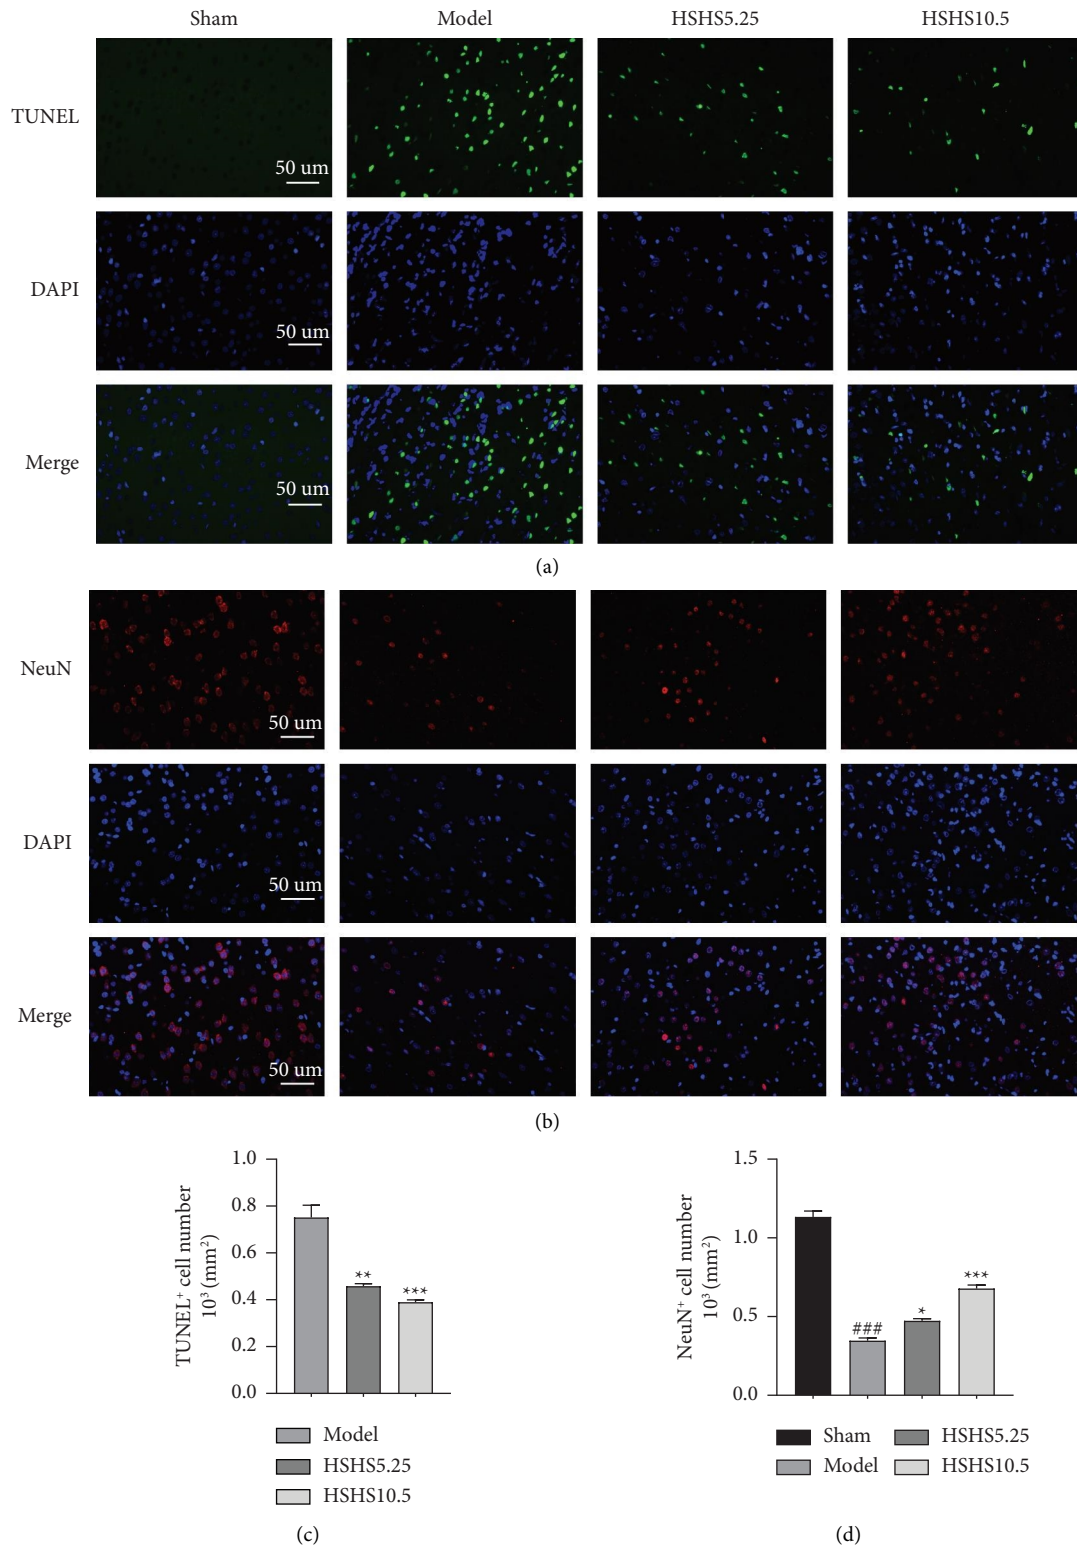 Sham Model HSHS5.25 HSHS10.5
TUNEL
50 um
DAPI
50 um
Merge
50 um
(a)
NeuN
50 um
DAPI
50 um
Merge
50 um
(b)
TUNEL⁺ cell number
10³ (mm²)
1.0
0.8
0.6
0.4
0.2
0.0
**
***
Model
HSHS5.25
HSHS10.5
(c)
NeuN⁺ cell number
10³ (mm²)
1.5
1.0
0.5
0.0
###
*
***
Sham
Model
HSHS5.25
HSHS10.5
(d)